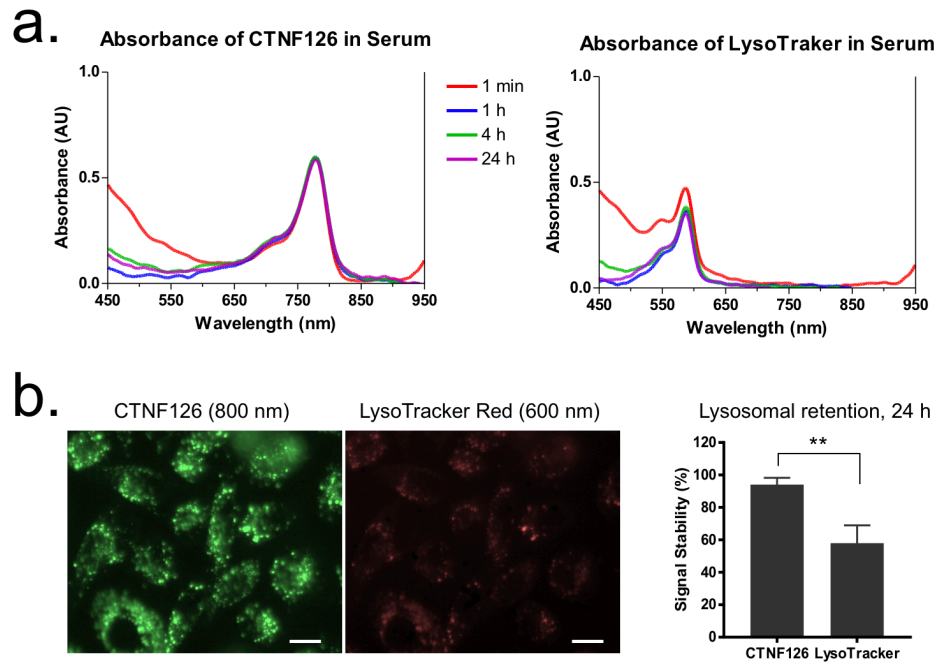 a.
Absorbance of CTNF126 in Serum
Absorbance (AU)
1.0
0.5
0.0
450 550 650 750 850 950
Wavelength (nm)
1 min
1 h
4 h
24 h
Absorbance of LysoTraker in Serum
Absorbance (AU)
1.0
0.5
0.0
450 550 650 750 850 950
Wavelength (nm)
b.
CTNF126 (800 nm)
LysoTracker Red (600 nm)
Lysosomal retention, 24 h
Signal Stability (%)
120
100
80
60
40
20
0
**
CTNF126 LysoTracker